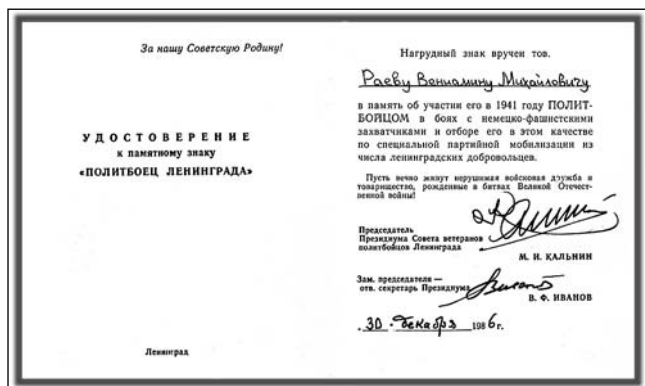 За нашу Советскую Родину!
УДОСТОВЕРЕНИЕ
к памятному знаку
«ПОЛИТБОЕЦ ЛЕНИНГРАДА»
Ленинград
Нагрудный знак вручен тов.
Раеву Вениамину Михайловичу
в память об участии его в 1941 году ПОЛИТ-
БОЙЦОМ в боях с немецко-фашистскими
захватчиками и отборе его в этом качестве
по специальной партийной мобилизации из
числа ленинградских добровольцев.
Пусть вечно живут нерушимая войсковая дружба и
товарищество, рожденные в битвах Великой Отечест-
венной войны!
Председатель
Президиума Совета ветеранов
политбойцов Ленинграда
М. И. КАЛЬНИН
Зам. председателя —
отв. секретарь Президиума
В. Ф. ИВАНОВ
30 декабря 1986 г.